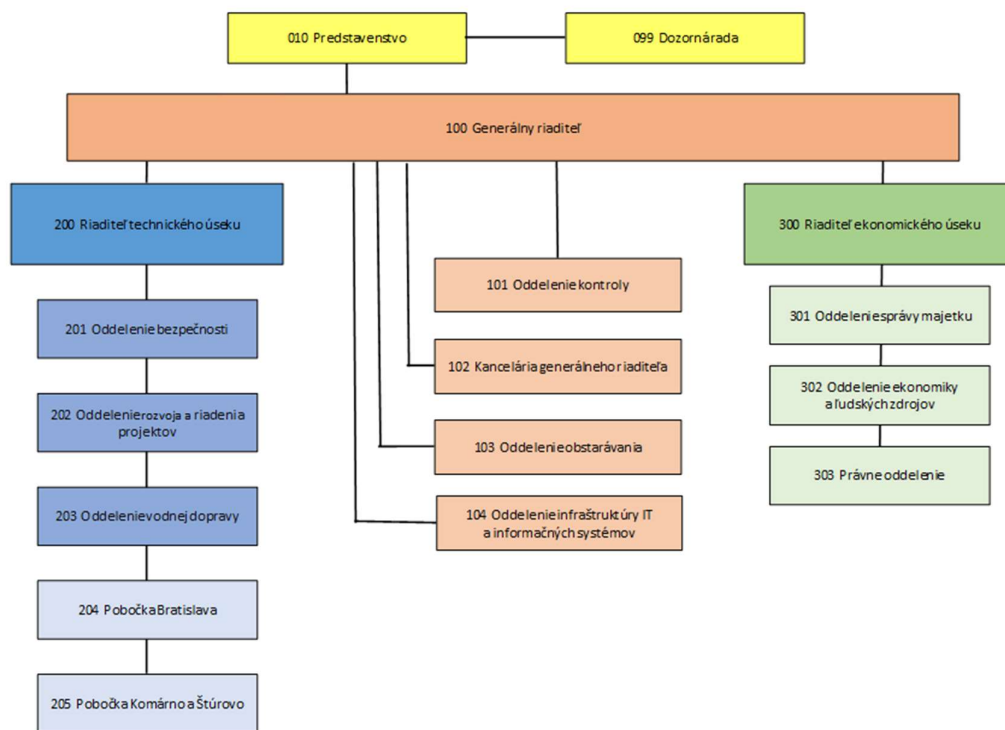 010 Predstavenstvo
099 Dozorná rada
100 Generálny riaditeľ
200 Riaditeľ technického úseku
300 Riaditeľ ekonomického úseku
101 Oddelenie kontroly
201 Oddelenie bezpečnosti
301 Oddelenie správy majetku
102 Kancelária generálneho riaditeľa
302 Oddelenie ekonomiky
a ľudských zdrojov
202 Oddelenie rozvoja a riadenia
projektov
103 Oddelenie obstarávania
303 Právne oddelenie
203 Oddelenie vodnej dopravy
104 Oddelenie infraštruktúry IT
a informačných systémov
204 Pobočka Bratislava
205 Pobočka Komárno a Štúrovo